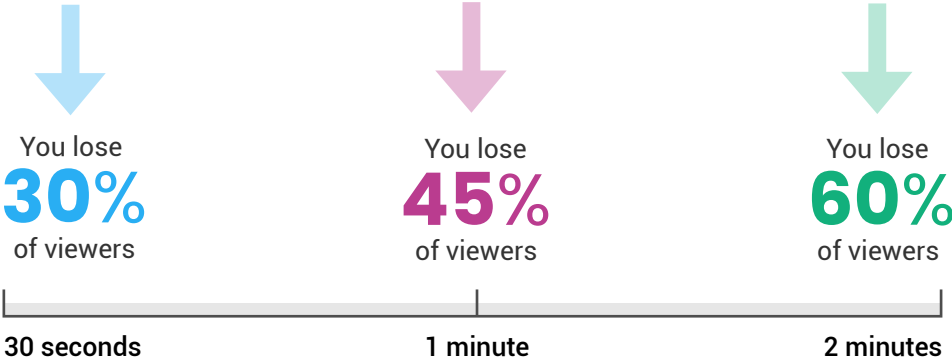 You lose
30%
of viewers
You lose
45%
of viewers
You lose
60%
of viewers
30 seconds
1 minute
2 minutes